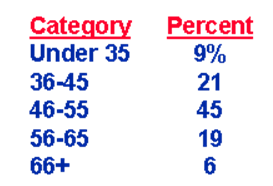 Category Percent
Under 35 9%
36-45 21
46-55 45
56-65 19
66+ 6